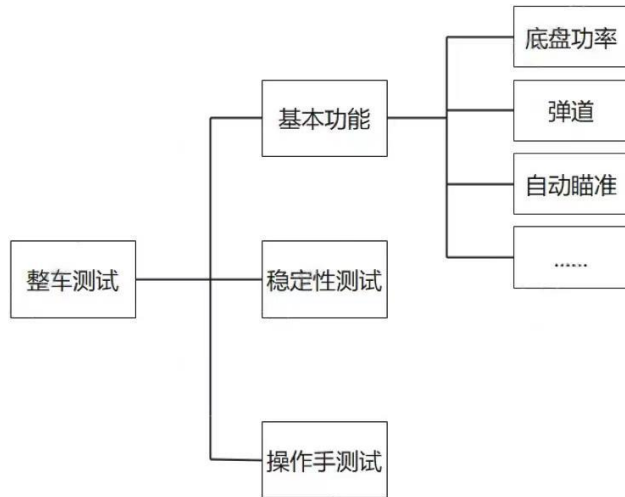 底盘功率
基本功能
弹道
自动瞄准
……
整车测试
稳定性测试
操作手测试